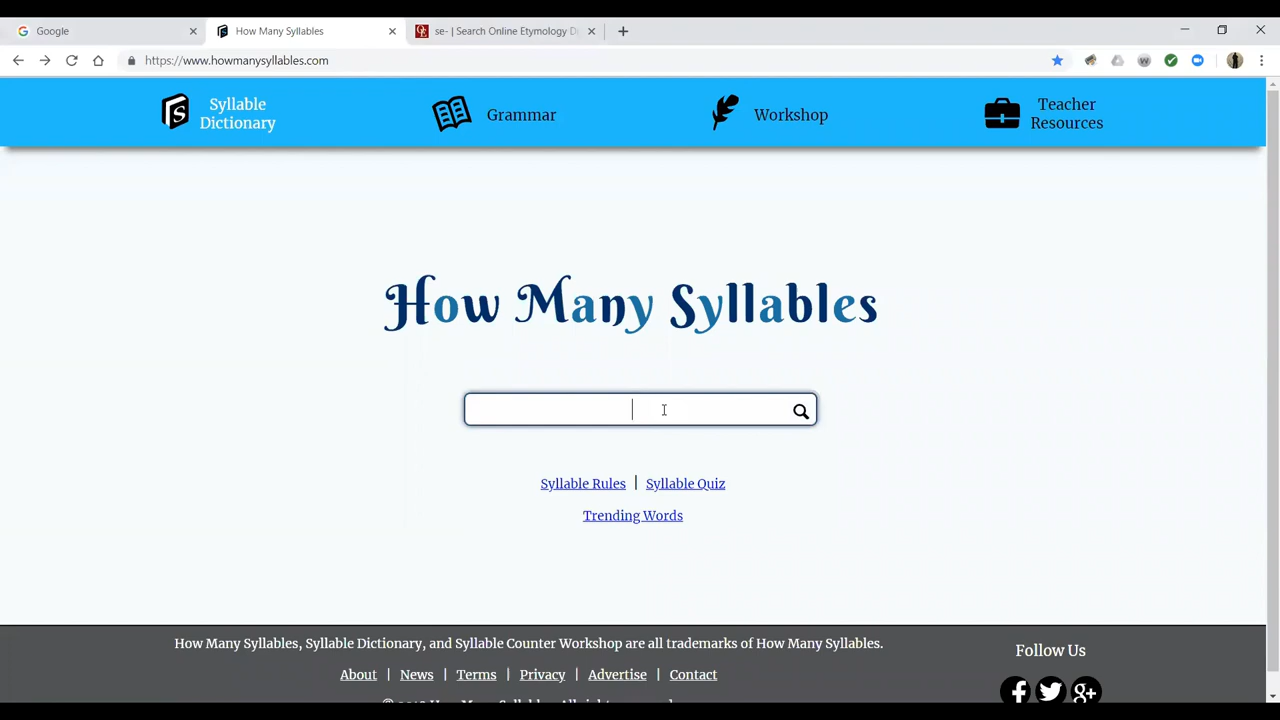 Google
How Many Syllables
se- | Search Online Etymology Di
https://www.howmanysyllables.com
Syllable
Dictionary
Grammar
Workshop
Teacher
Resources
How Many Syllables
Syllable Rules | Syllable Quiz
Trending Words
How Many Syllables, Syllable Dictionary, and Syllable Counter Workshop are all trademarks of How Many Syllables.
Follow Us
About | News | Terms | Privacy | Advertise | Contact